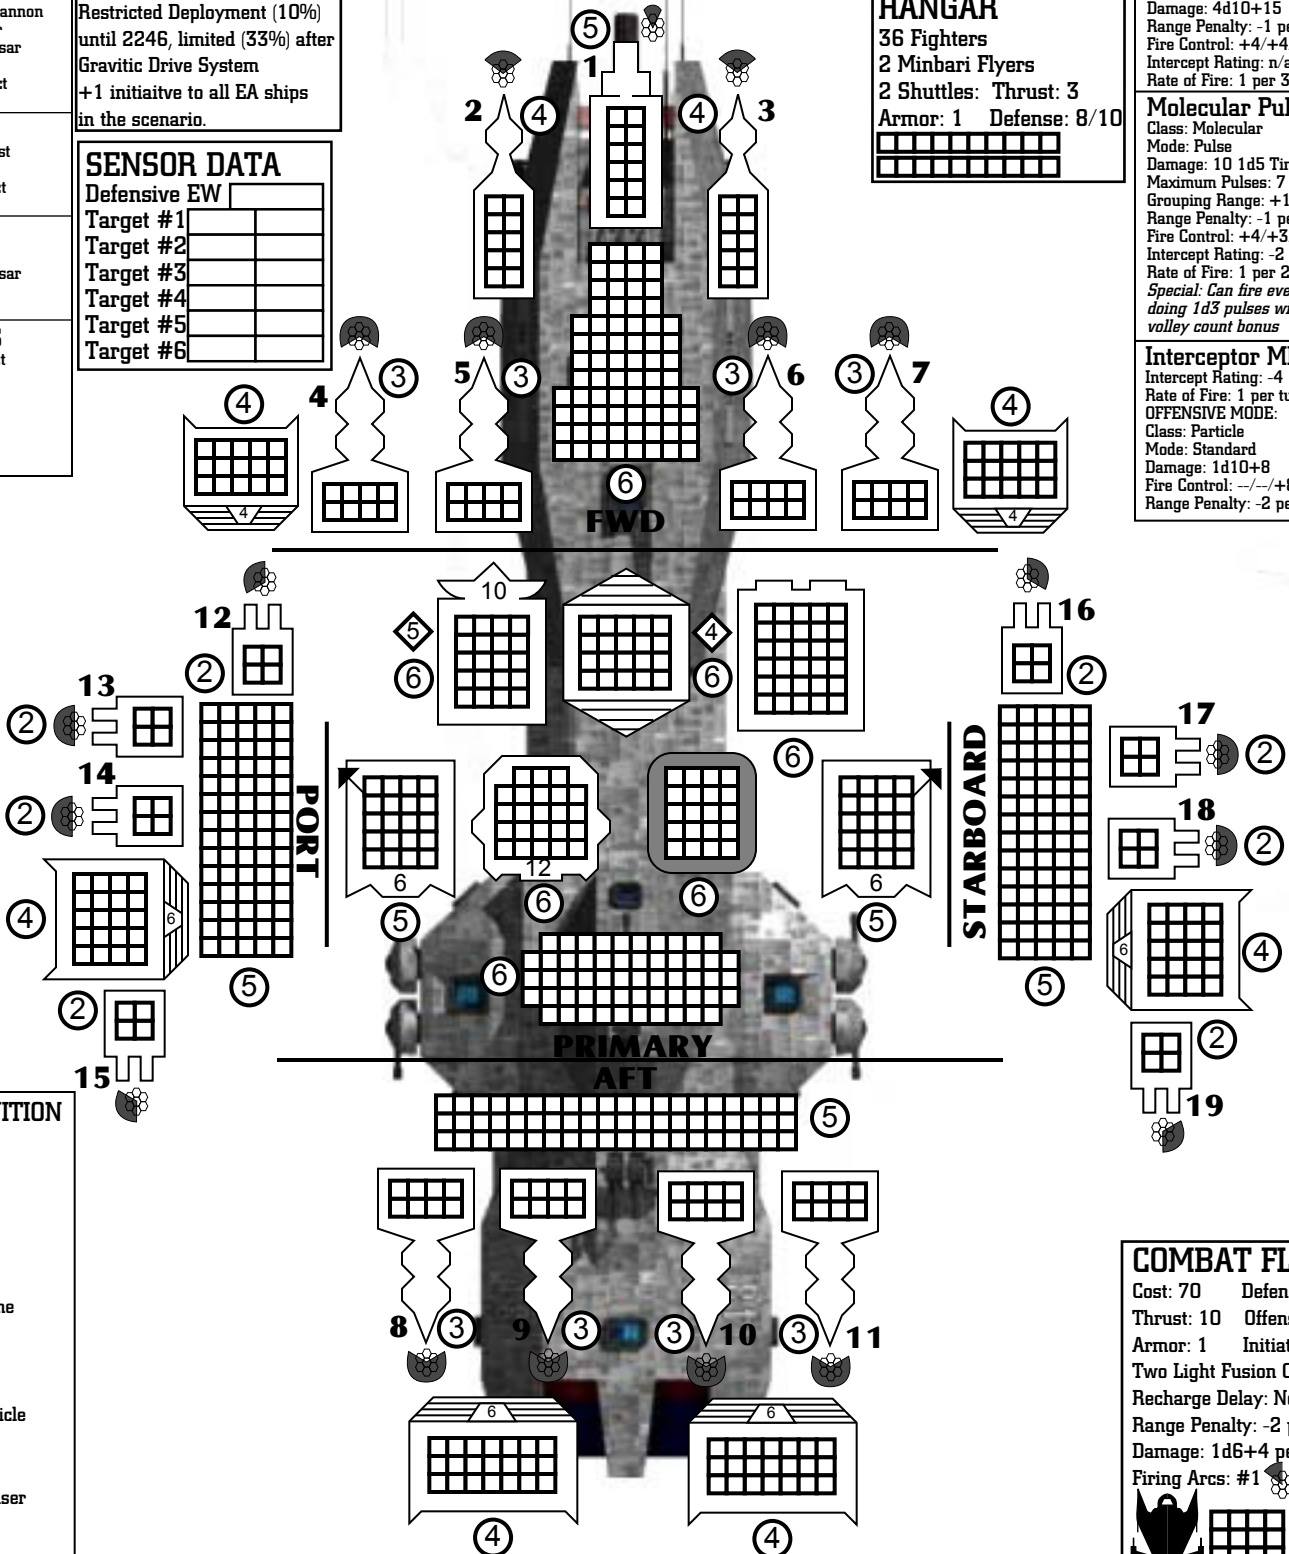 annon
sar
ct
st
ct
sar
t
Restricted Deployment (10%)
until 2246, limited (33%) after
Gravitic Drive System
+1 initiaitve to all EA ships
in the scenario.
SENSOR DATA
Defensive EW
Target #1
Target #2
Target #3
Target #4
Target #5
Target #6
HANGAR
36 Fighters
2 Minbari Flyers
2 Shuttles: Thrust: 3
Armor: 1 Defense: 8/10
Damage: 4d10+15
Range Penalty: -1 pe
Fire Control: +4/+4
Intercept Rating: n/a
Rate of Fire: 1 per 3
Molecular Pul
Class: Molecular
Mode: Pulse
Damage: 10 1d5 Tim
Maximum Pulses: 7
Grouping Range: +1
Range Penalty: -1 pe
Fire Control: +4/+3
Intercept Rating: -2
Rate of Fire: 1 per 2
Special: Can fire eve
doing 1d3 pulses wi
volley count bonus
Interceptor M
Intercept Rating: -4
Rate of Fire: 1 per tu
OFFENSIVE MODE:
Class: Particle
Mode: Standard
Damage: 1d10+8
Fire Control: --/--/+8
Range Penalty: -2 pe
5
1
2
4
4
3
4
3
5
3
3
6
3
7
4
4
4
4
6
FWD
10
5
6
4
6
6
12
2
13
2
14
2
PORT
4
6
5
2
15
6
5
12
6
6
6
5
6
PRIMARY
AFT
5
16
2
17
2
18
2
STARBOARD
6
4
5
2
19
8
3
9
3
3
10
3
11
6
6
4
4
ITION
ne
icle
ser
COMBAT FL
Cost: 70 Defen
Thrust: 10 Offens
Armor: 1 Initiat
Two Light Fusion C
Recharge Delay: No
Range Penalty: -2 p
Damage: 1d6+4 pe
Firing Arcs: #1